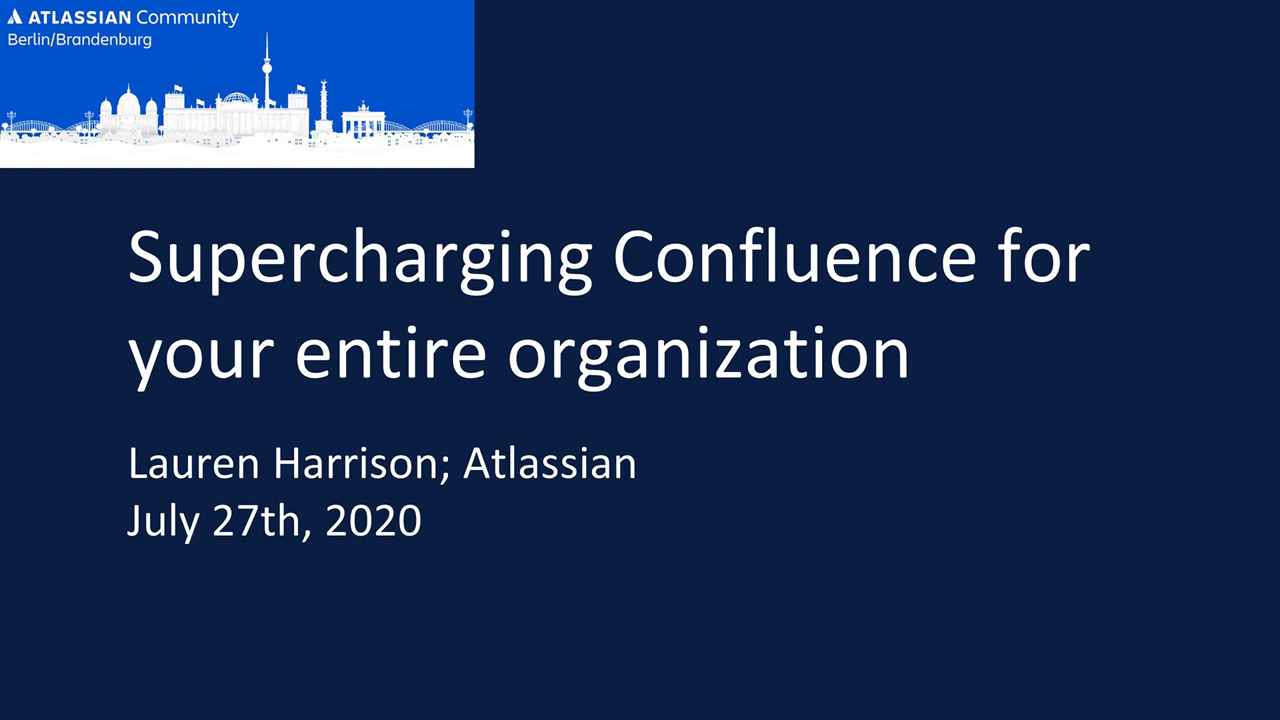 ATLASSIAN Community
Berlin/Brandenburg
Supercharging Confluence for
your entire organization
Lauren Harrison; Atlassian
July 27th, 2020